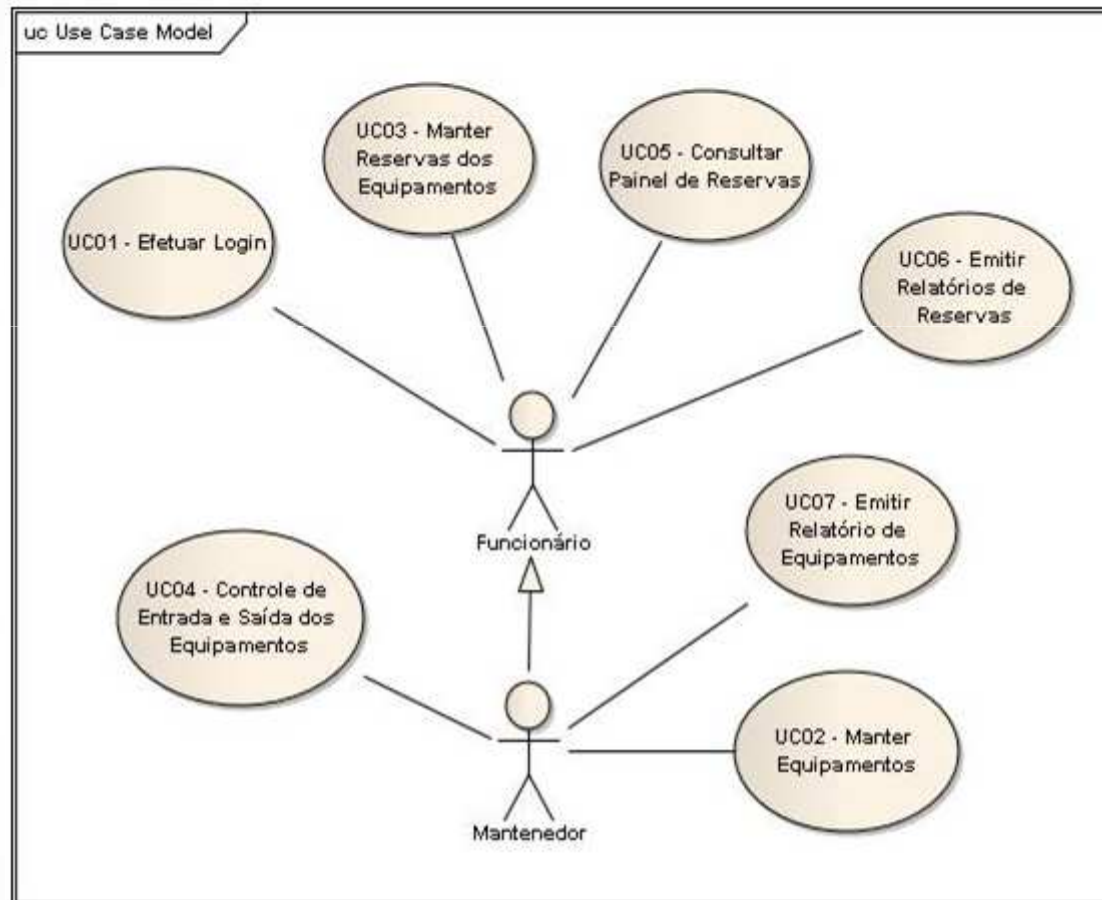 uc Use Case Model
UC03 - Manter
Reservas dos
Equipamentos
UC05 - Consultar
Painel de Reservas
UC01 - Efetuar Login
UC06 - Emitir
Relatórios de
Reservas
Funcionário
UC07 - Emitir
Relatório de
Equipamentos
UC04 - Controle de
Entrada e Saída dos
Equipamentos
UC02 - Manter
Equipamentos
Mantenedor